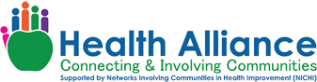 Health Alliance
Connecting & Involving Communities
Supported by Networks Involving Communities in Health Improvement (NICHI)